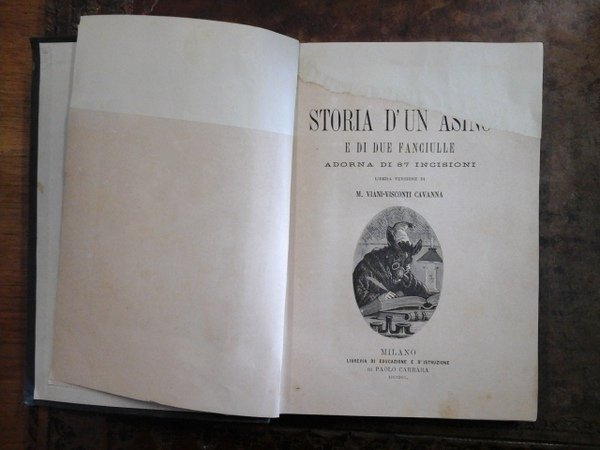 STORIA D'UN ASINO
E DI DUE FANCIULLE
ADORNA DI 87 INCISIONI
LIBERA VERSIONE DI
M. VIANI-VISCONTI CAVANNA
MILANO
LIBRERIA DI EDUCAZIONE E D'ISTRUZIONE
DI PAOLO CARRARA